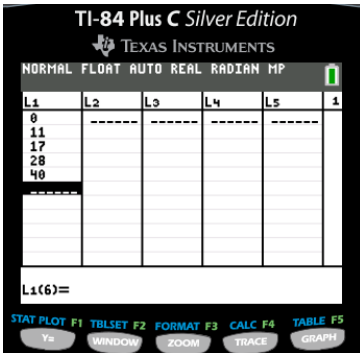 TI-84 Plus C Silver Edition
TEXAS INSTRUMENTS
NORMAL FLOAT AUTO REAL RADIAN MP
L1 L2 L3 L4 L5 1
0 ------ ------ ------ ------
11
17
28
40
------
L1(6)=
STAT PLOT F1 TBLSET F2 FORMAT F3 CALC F4 TABLE F5
Y= WINDOW ZOOM TRACE GRAPH